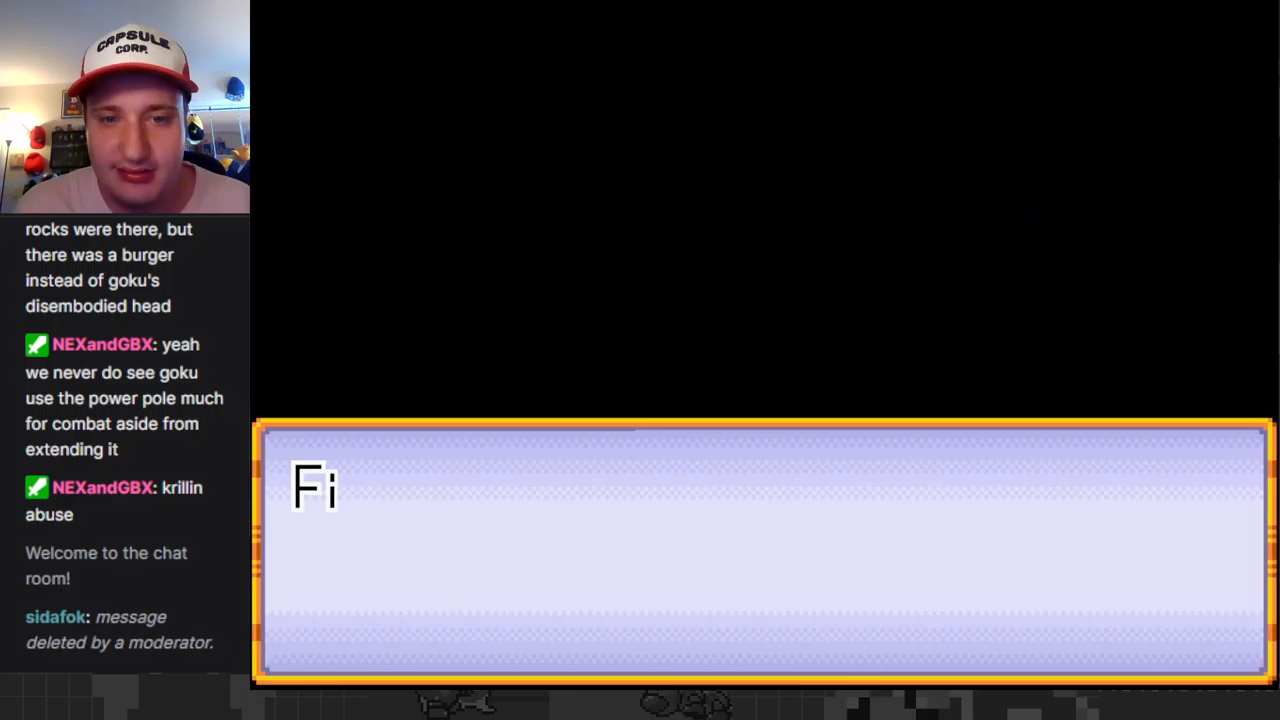 CAPSULE
CORP.
rocks were there, but
there was a burger
instead of goku's
disembodied head
NEXandGBX: yeah
we never do see goku
use the power pole much
for combat aside from
extending it
NEXandGBX: krillin
abuse
Welcome to the chat
room!
sidafok: message
deleted by a moderator.
Fi